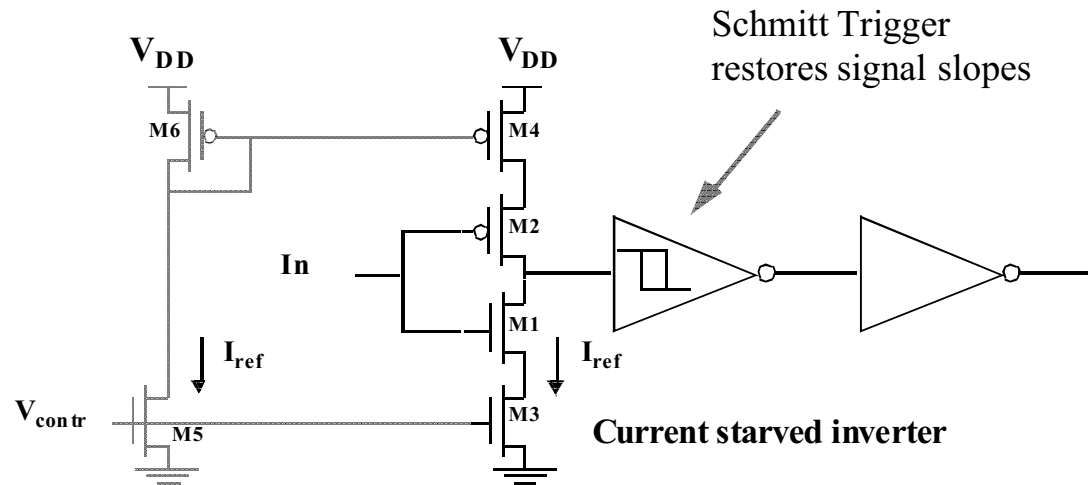 Schmitt Trigger
restores signal slopes
VDD
VDD
M6
M4
M2
In
M1
Iref
Iref
Vcontr
M5
M3
Current starved inverter